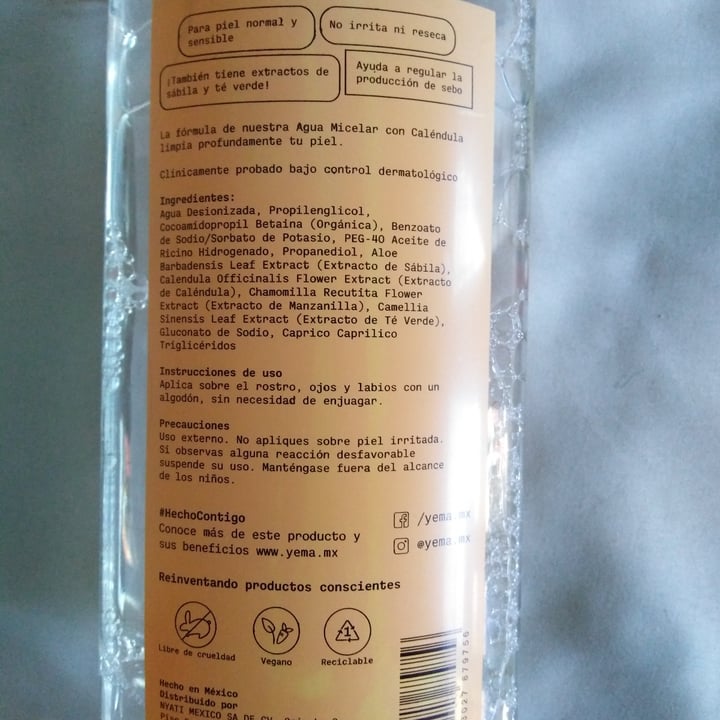 Para piel normal y
sensible
No irrita ni reseca
¡También tiene extractos de
sábila y té verde!
Ayuda a regular la
producción de sebo
La fórmula de nuestra Agua Micelar con Caléndula
limpia profundamente tu piel.
Clínicamente probado bajo control dermatológico
Ingredientes:
Agua Desionizada, Propilenglicol,
Cocoamidopropil Betaina (Orgánica), Benzoato
de Sodio/Sorbato de Potasio, PEG-40 Aceite de
Ricino Hidrogenado, Propanediol, Aloe
Barbadensis Leaf Extract (Extracto de Sábila),
Calendula Officinalis Flower Extract (Extracto
de Caléndula), Chamomilla Recutita Flower
Extract (Extracto de Manzanilla), Camellia
Sinensis Leaf Extract (Extracto de Té Verde),
Gluconato de Sodio, Caprico Caprilico
Triglicéridos
Instrucciones de uso
Aplica sobre el rostro, ojos y labios con un
algodón, sin necesidad de enjuagar.
Precauciones
Uso externo. No apliques sobre piel irritada.
Si observas alguna reacción desfavorable
suspende su uso. Manténgase fuera del alcance
de los niños.
#HechoContigo
Conoce más de este producto y
sus beneficios www.yema.mx
/yema.mx
@yema.mx
Reinventando productos conscientes
Libre de crueldad
Vegano
1
Reciclable
Hecho en México
Distribuido por
NYATI MEXICO SA DE CV